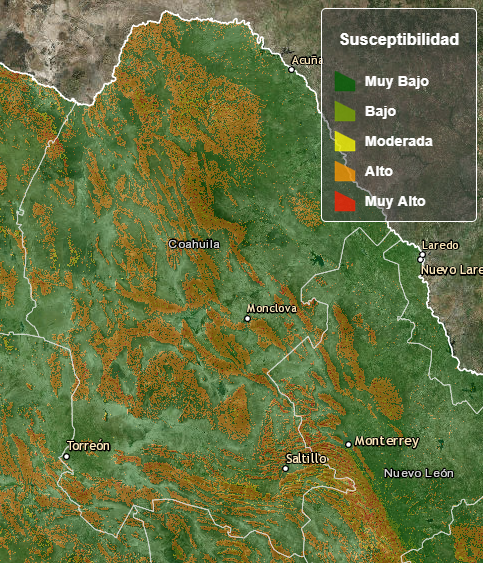 Susceptibilidad
Acuña
Muy Bajo
Bajo
Moderada
Alto
Muy Alto
Coahuila
Laredo
Nuevo Lare
Monclova
Torreón
Monterrey
Saltillo
Nuevo León